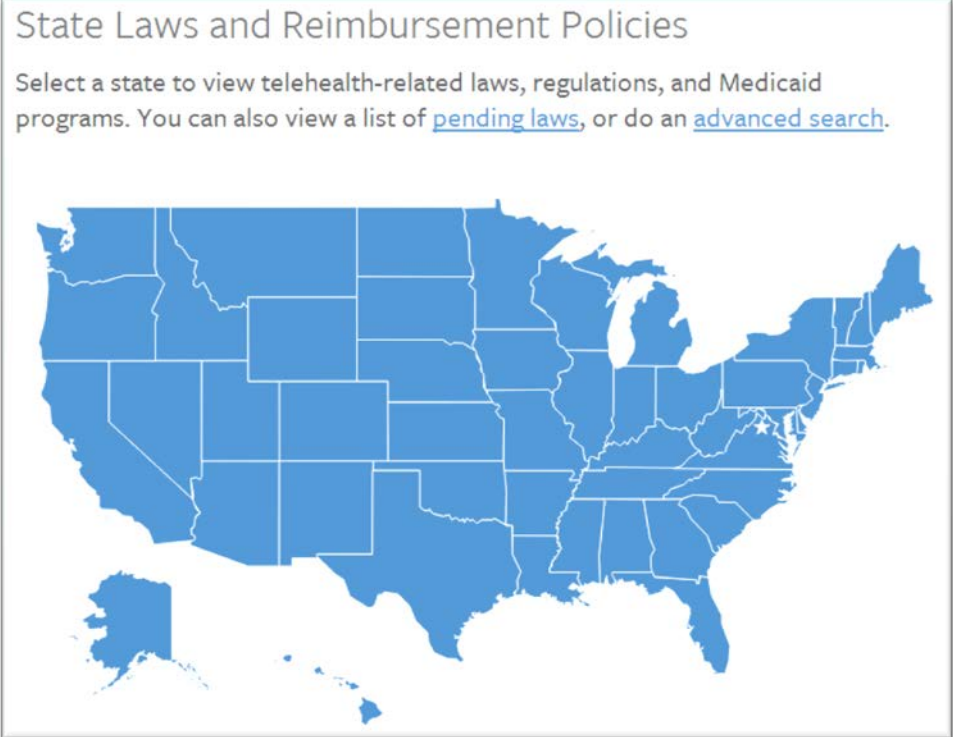 State Laws and Reimbursement Policies
Select a state to view telehealth-related laws, regulations, and Medicaid
programs. You can also view a list of pending laws, or do an advanced search.